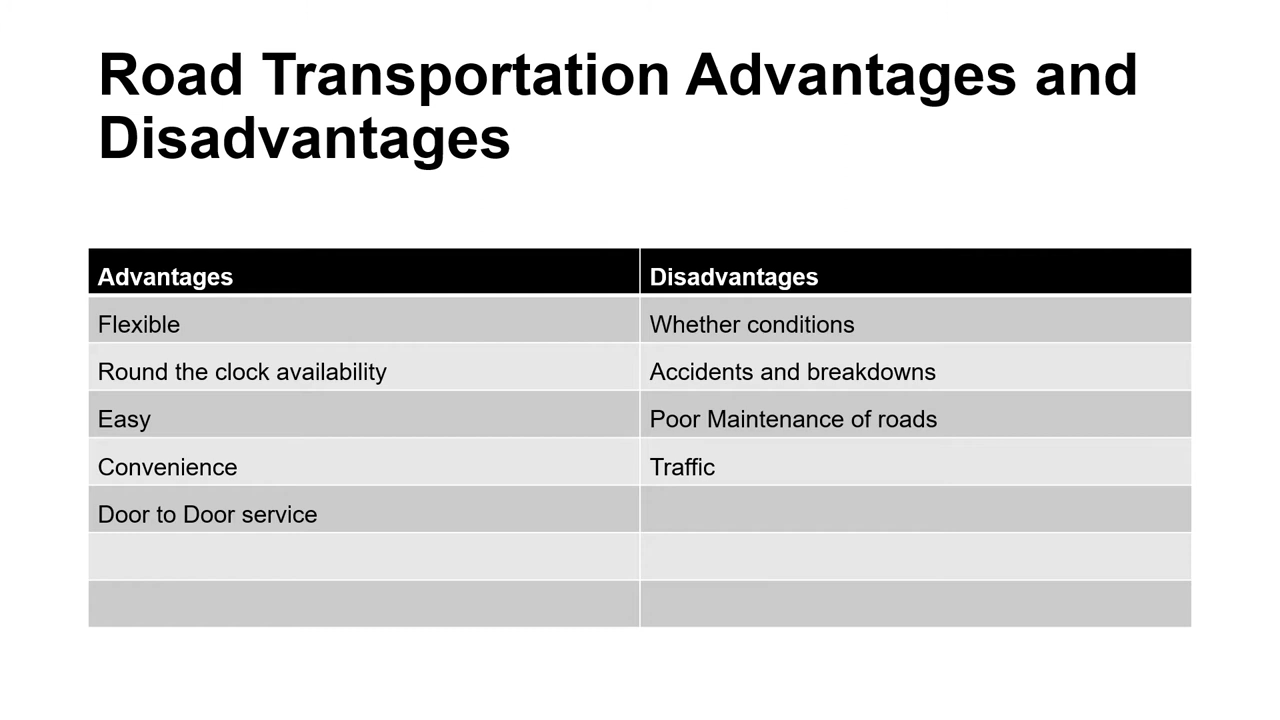 Road Transportation Advantages and
Disadvantages
Advantages Disadvantages
Flexible Whether conditions
Round the clock availability Accidents and breakdowns
Easy Poor Maintenance of roads
Convenience Traffic
Door to Door service